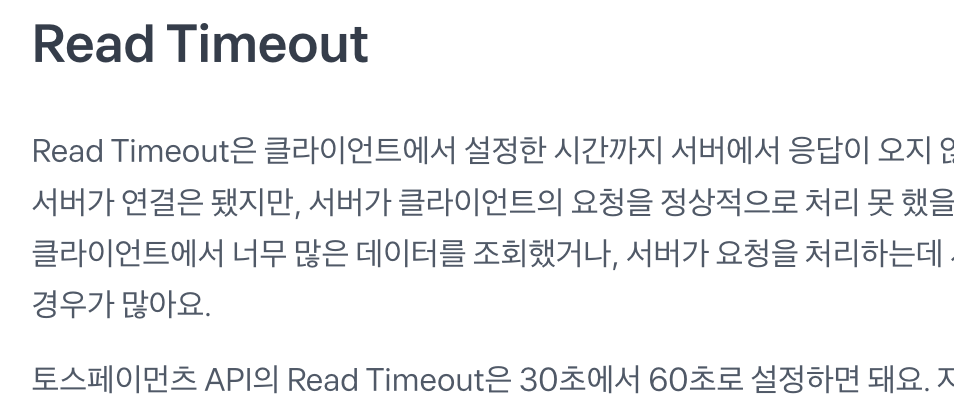 Read Timeout
Read Timeout은 클라이언트에서 설정한 시간까지 서버에서 응답이 오지
서버가 연결은 됐지만, 서버가 클라이언트의 요청을 정상적으로 처리 못 했을
클라이언트에서 너무 많은 데이터를 조회했거나, 서버가 요청을 처리하는데
경우가 많아요.
토스페이먼츠 API의 Read Timeout은 30초에서 60초로 설정하면 돼요.